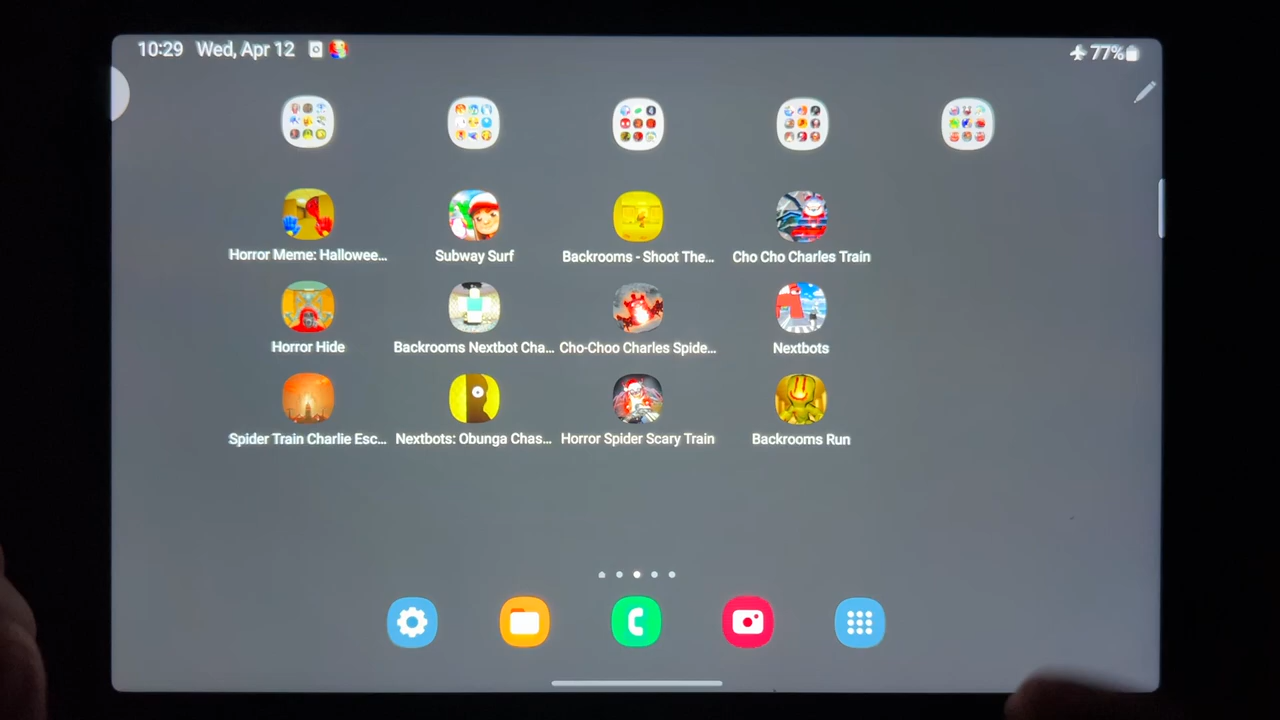 10:29 Wed, Apr 12 77%
Horror Meme: Hallowee... Subway Surf Backrooms - Shoot The... Cho Cho Charles Train
Horror Hide Backrooms Nextbot Cha... Cho-Choo Charles Spide... Nextbots
Spider Train Charlie Esc... Nextbots: Obunga Chas... Horror Spider Scary Train Backrooms Run